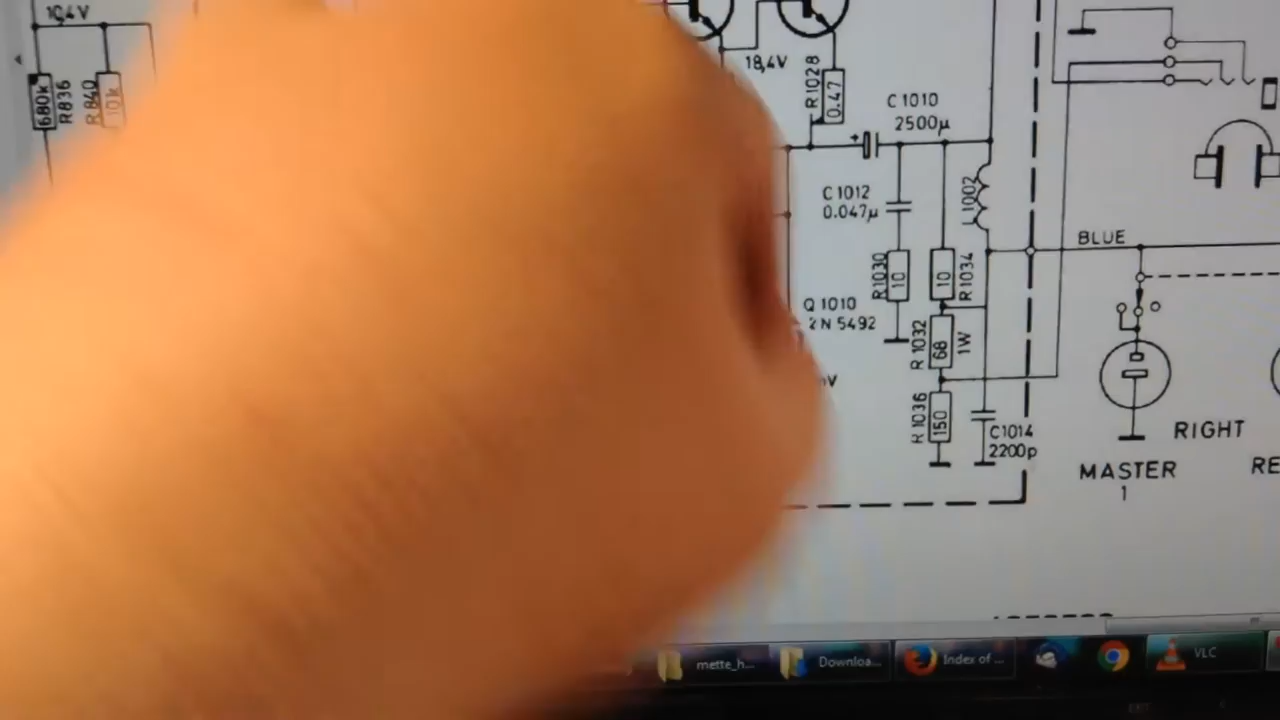 10,4V
680k
R836
R840
10k
18,4V
R1028
0.47
C1010
2500μ
C1012
0.047μ
L1002
BLUE
R1030
10
10
R1034
Q1010
2N 5492
R1032
68
1W
V
R1036
150
C1014
2200p
RIGHT
MASTER
1
RE
mette_h...
Downloa...
Index of ...
VLC